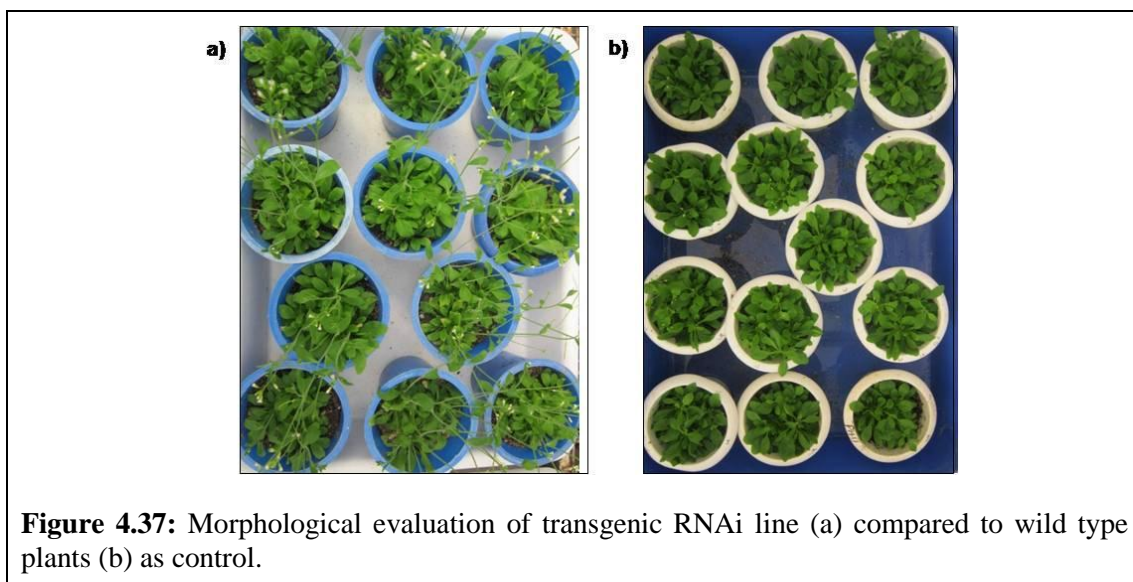 a)
b)
Figure 4.37: Morphological evaluation of transgenic RNAi line (a) compared to wild type
plants (b) as control.